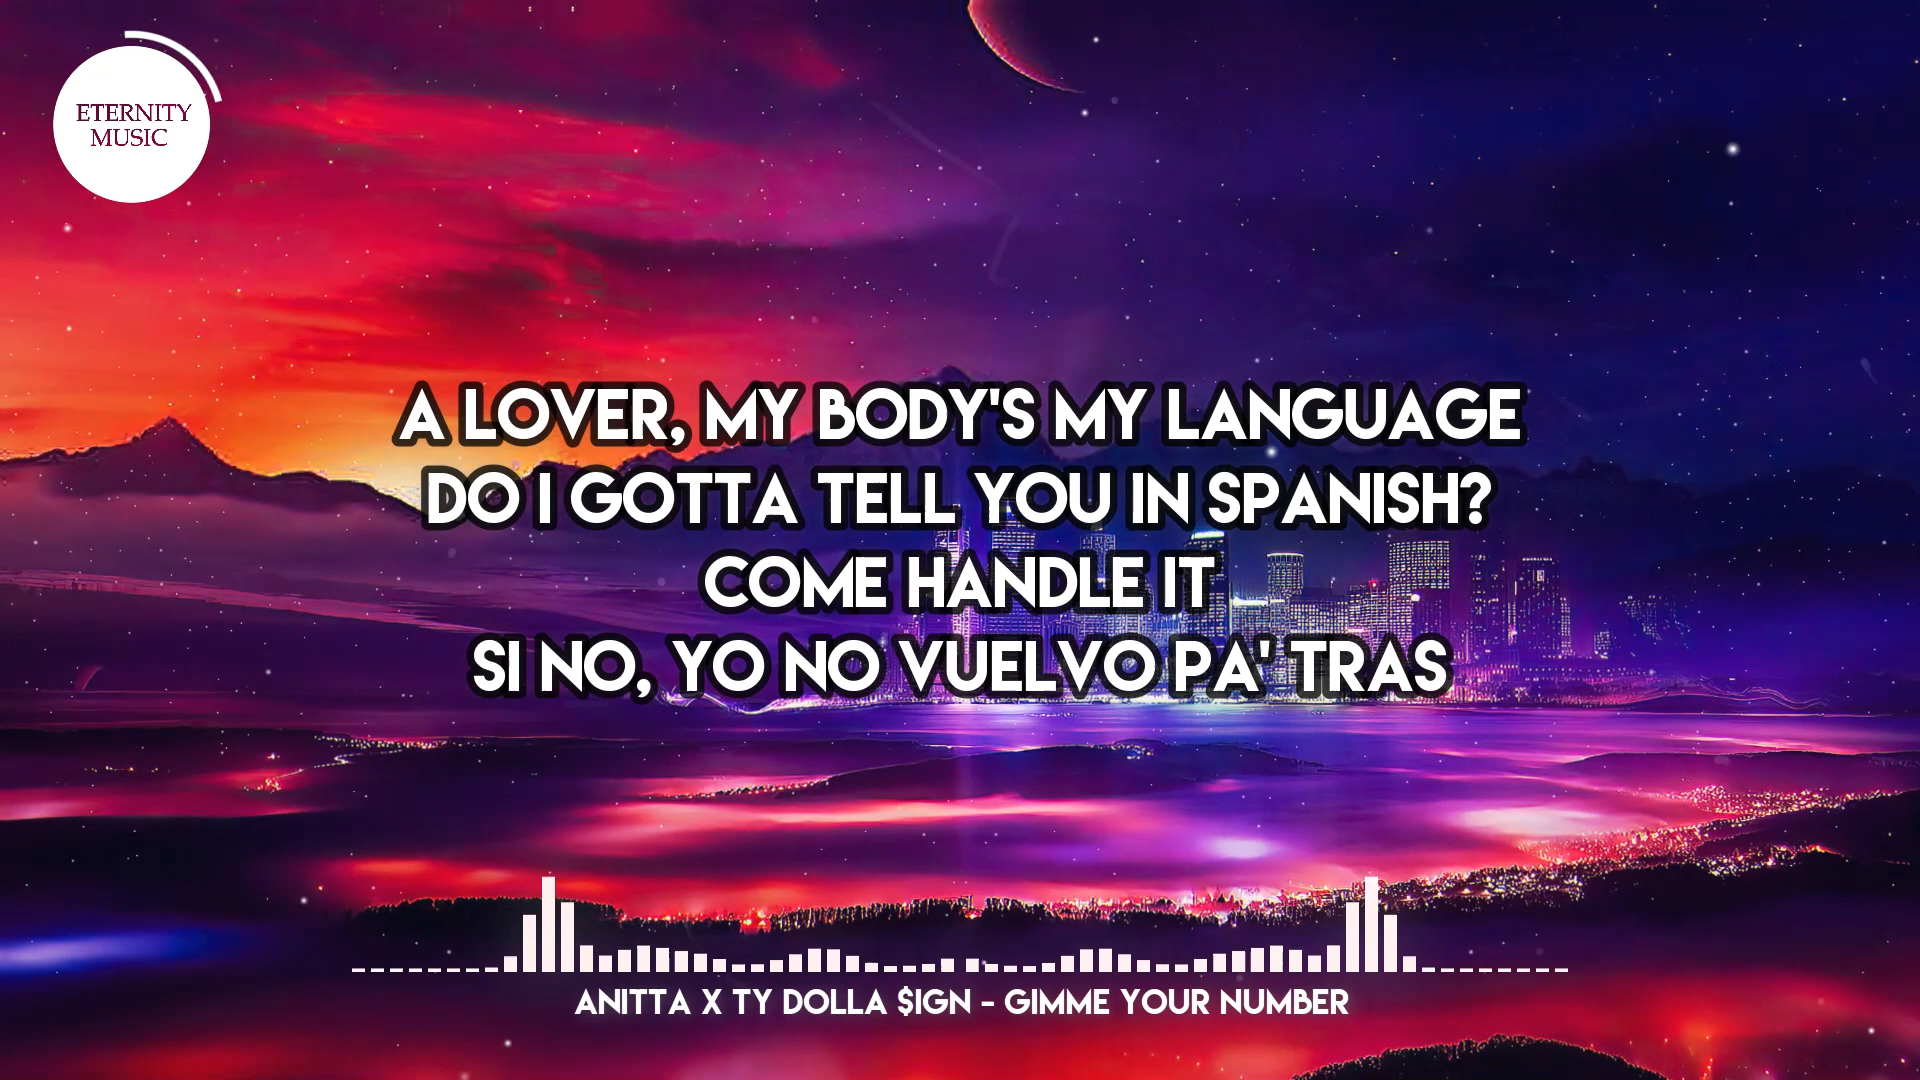 ETERNITY
MUSIC
A LOVER, MY BODY'S MY LANGUAGE
DO I GOTTA TELL YOU IN SPANISH?
COME HANDLE IT
SI NO, YO NO VUELVO PA' TRAS
ANITTA X TY DOLLA $IGN - GIMME YOUR NUMBER